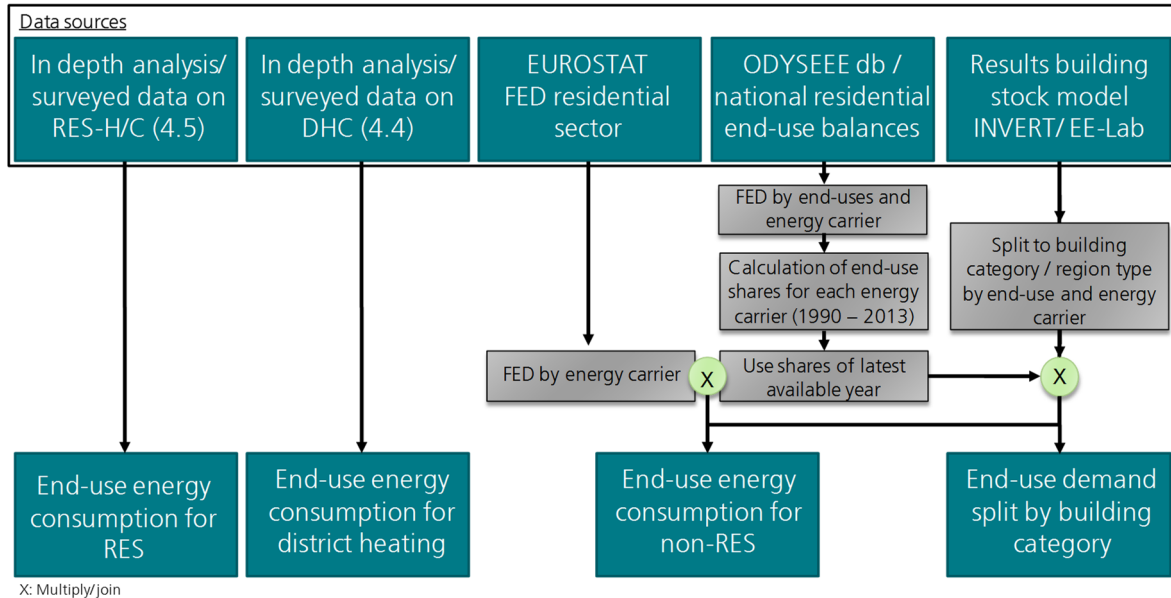 Data sources
In depth analysis/
surveyed data on
RES-H/C (4.5)
In depth analysis/
surveyed data on
DHC (4.4)
EUROSTAT
FED residential
sector
ODYSEEE db /
national residential
end-use balances
Results building
stock model
INVERT/ EE-Lab
FED by end-uses and
energy carrier
Calculation of end-use
shares for each energy
carrier (1990 – 2013)
Split to building
category / region type
by end-use and energy
carrier
FED by energy carrier
X
Use shares of latest
available year
X
End-use energy
consumption for
RES
End-use energy
consumption for
district heating
End-use energy
consumption for
non-RES
End-use demand
split by building
category
X: Multiply/join